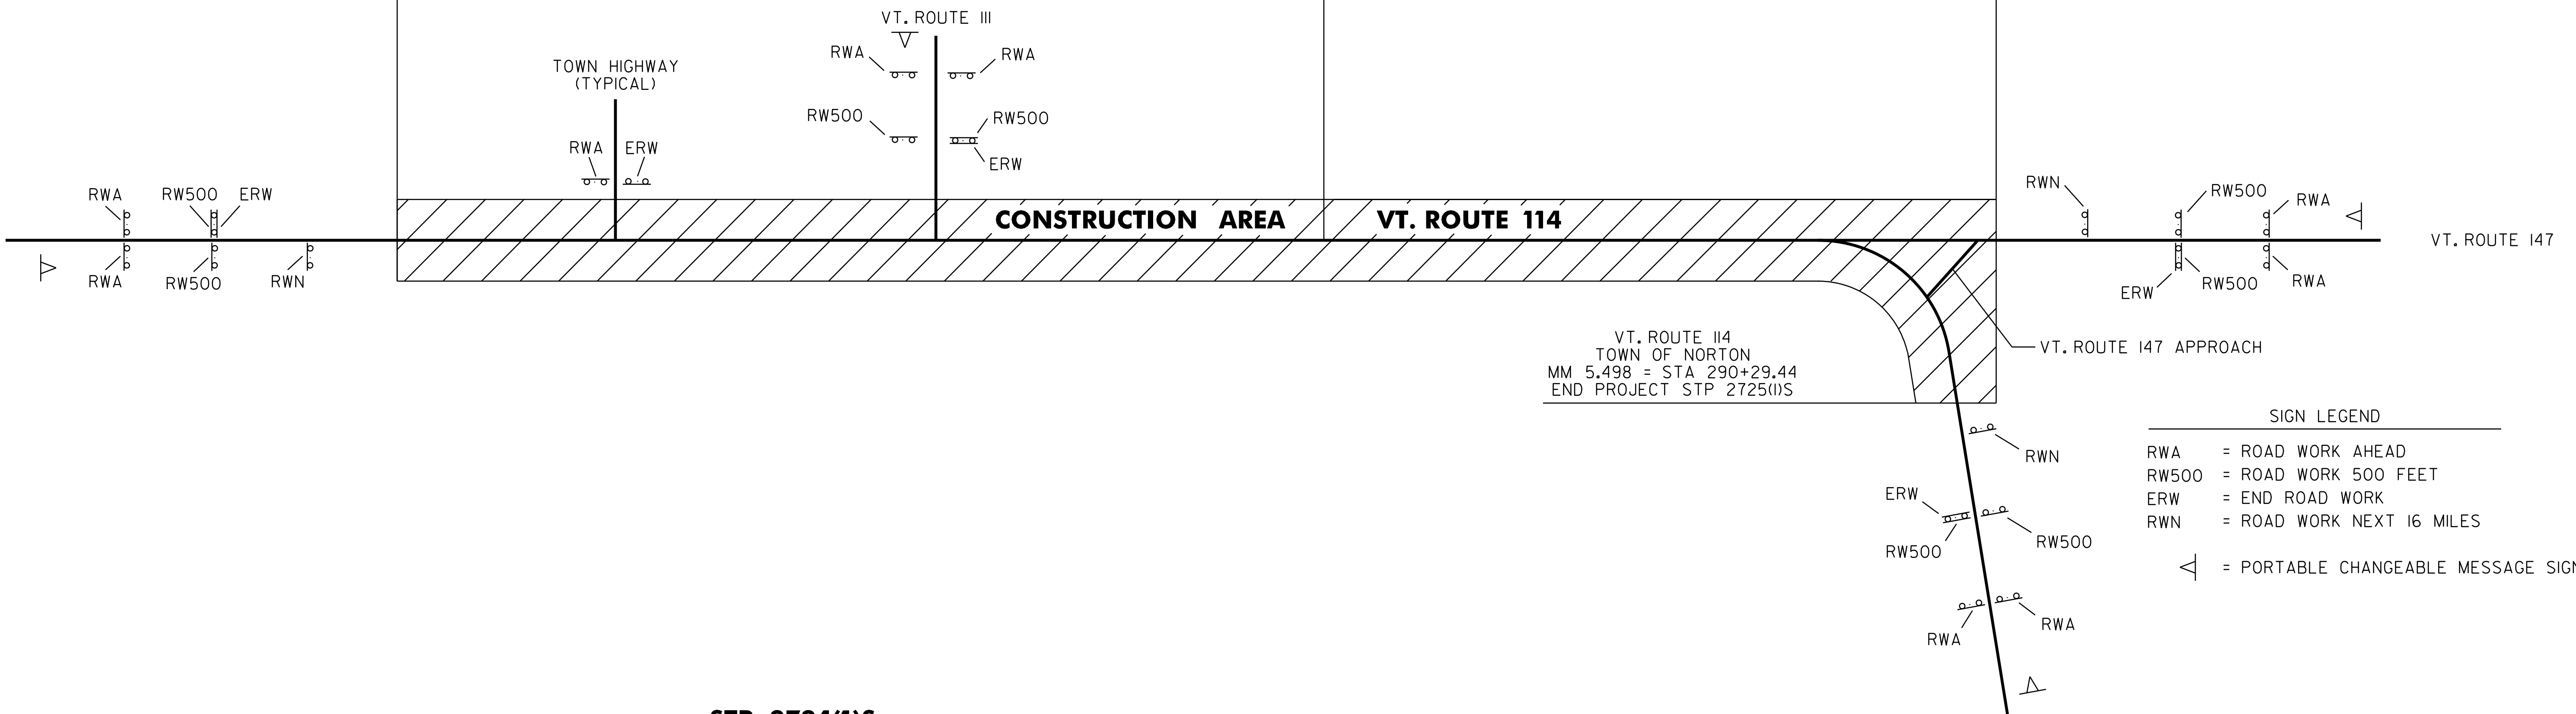 VT. ROUTE 111
RWA
RWA
TOWN HIGHWAY
(TYPICAL)
RW500
RW500
RWA
ERW
ERW
RWA
RW500
ERW
RWA
RW500
RWN
CONSTRUCTION AREA
VT. ROUTE 114
RWN
RW500
RWA
VT. ROUTE 147
ERW
RW500
RWA
VT. ROUTE 114
TOWN OF NORTON
MM 5.498 = STA 290+29.44
END PROJECT STP 2725(1)S
VT. ROUTE 147 APPROACH
RWN
ERW
RW500
RW500
RWA
RWA
SIGN LEGEND
RWA = ROAD WORK AHEAD
RW500 = ROAD WORK 500 FEET
ERW = END ROAD WORK
RWN = ROAD WORK NEXT 16 MILES
= PORTABLE CHANGEABLE MESSAGE SIGN